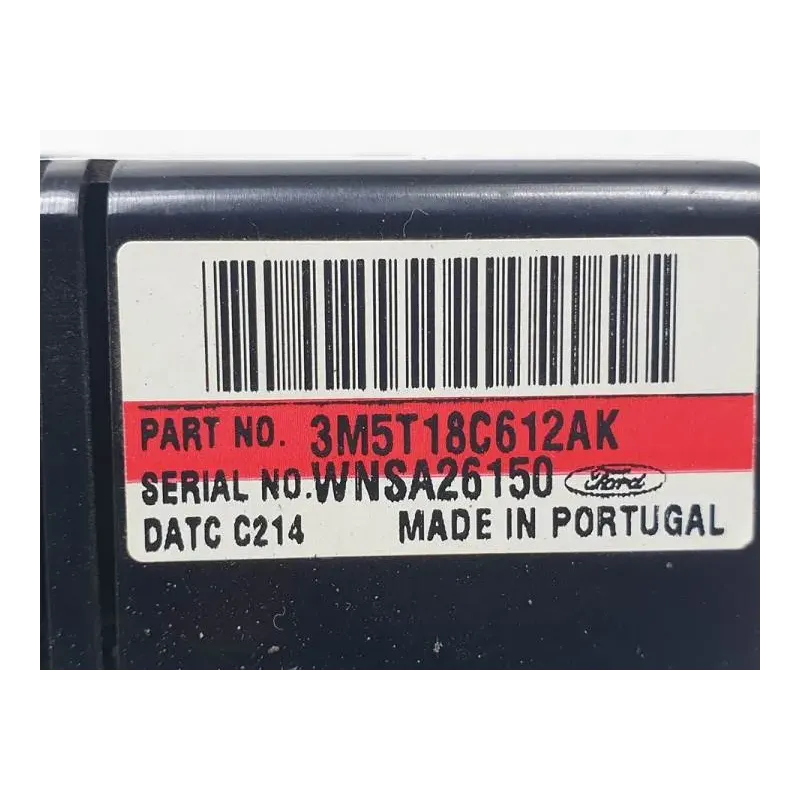 PART NO. 3M5T18C612AK
SERIAL NO.WNSA26150 Ford
DATC C214 MADE IN PORTUGAL